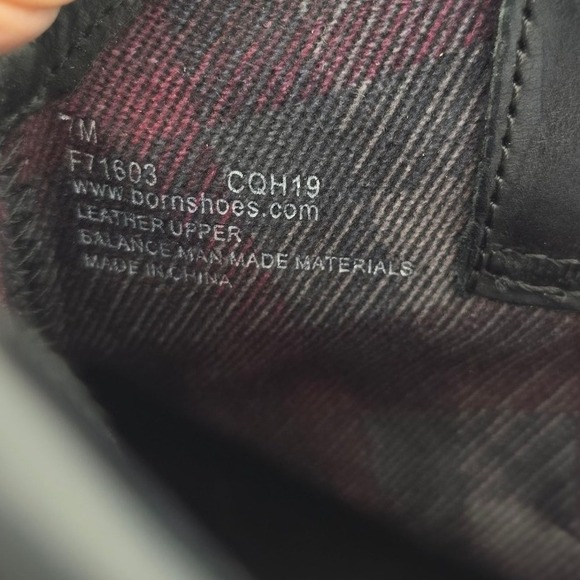 7M
F71603 CQH19
www.bornshoes.com
LEATHER UPPER
BALANCE MAN MADE MATERIALS
MADE IN CHINA